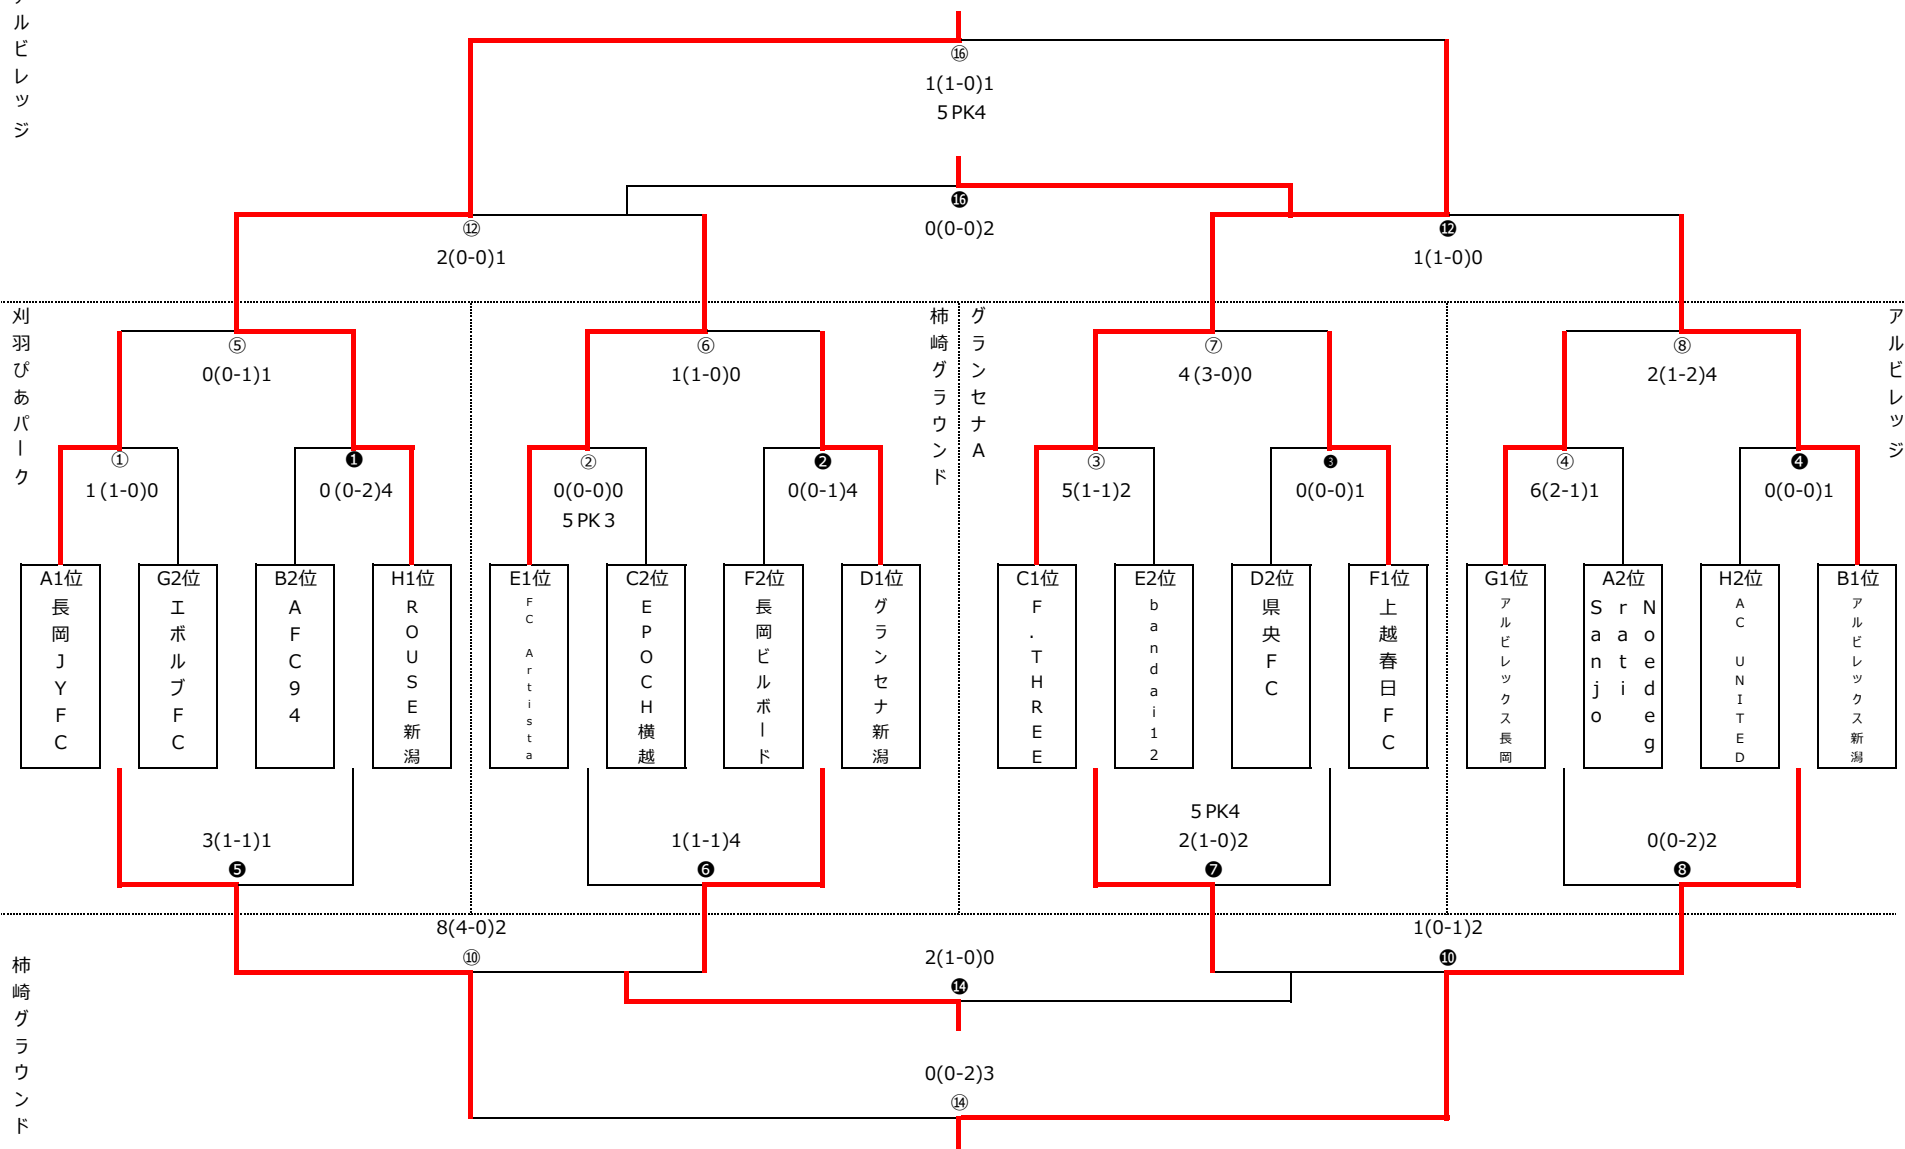 ルビレッジ
⑯
1(1-0)1
5 PK4
⓰
0(0-0)2
⑫
2(0-0)1
⓬
1(1-0)0
刈羽ぴあパーク
柿崎グラウンド
グランセナA
アルビレッジ
⑤
0(0-1)1
⑥
1(1-0)0
⑦
4(3-0)0
⑧
2(1-2)4
①
1(1-0)0
❶
0(0-2)4
②
0(0-0)0
5 PK 3
❷
0(0-1)4
③
5(1-1)2
❸
0(0-0)1
④
6(2-1)1
❹
0(0-0)1
A1位
長岡JYFC
G2位
エボルブFC
B2位
AFC94
H1位
ROUSE新潟
E1位
FC Artista
C2位
EPOCH横越
F2位
長岡ビルボード
D1位
グランセナ新潟
C1位
F.THREE
E2位
bandai12
D2位
県央FC
F1位
上越春日FC
G1位
アルビレックス長岡
A2位
Noedeg
rati
Sanjo
H2位
AC UNITED
B1位
アルビレックス新潟
3(1-1)1
❺
1(1-1)4
❻
5 PK4
2(1-0)2
❼
0(0-2)2
❽
8(4-0)2
⑩
1(0-1)2
❿
2(1-0)0
⓮
柿崎グラウンド
0(0-2)3
⑭